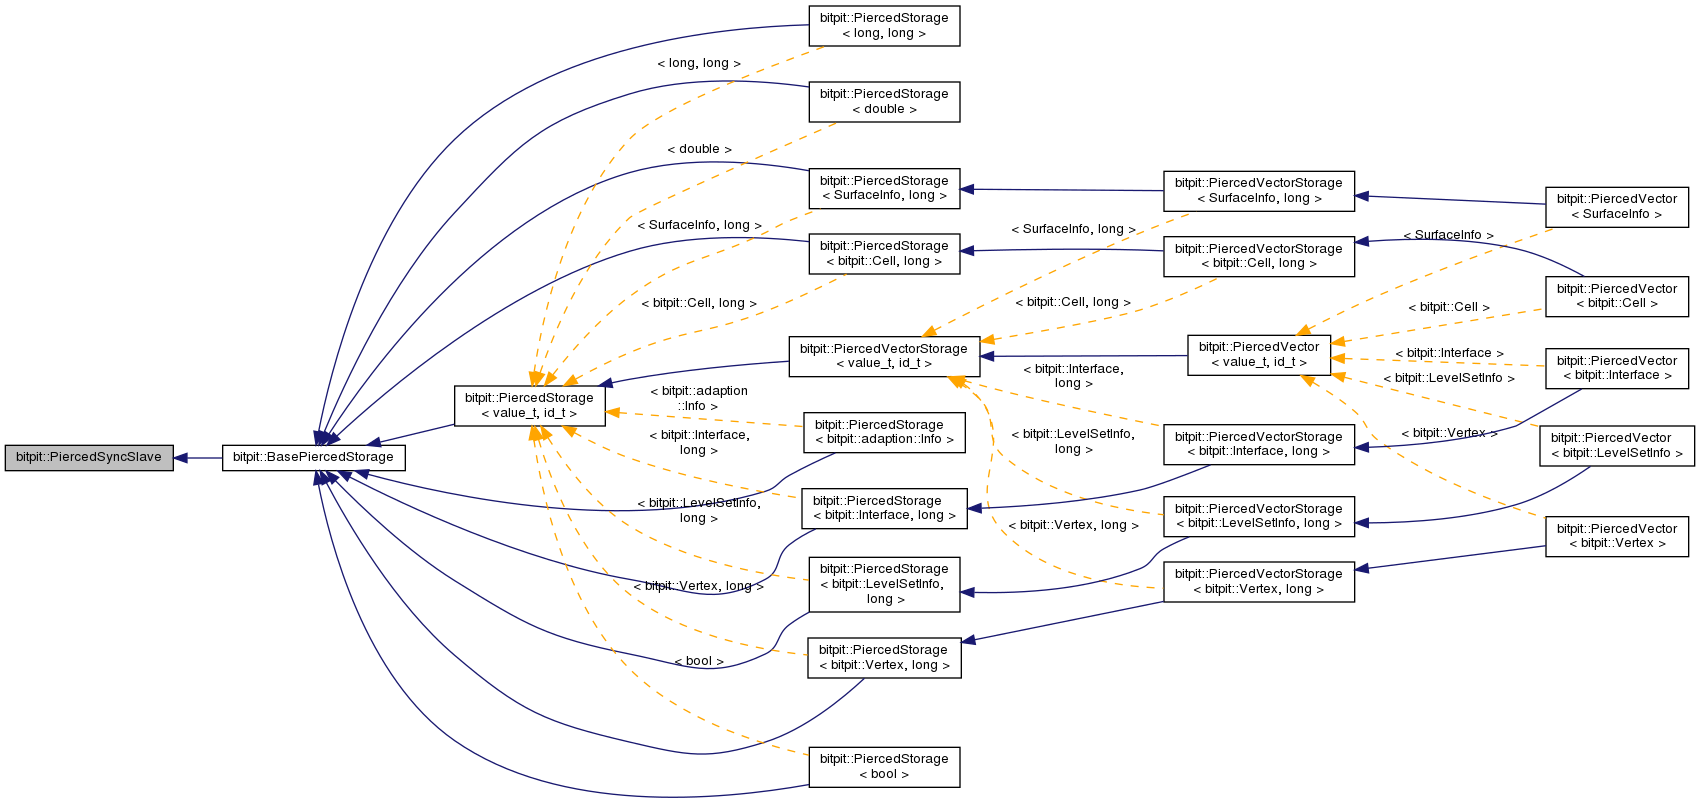 bitpit::PiercedStorage
< long, long >
< long, long >
bitpit::PiercedStorage
< double >
< double >
bitpit::PiercedStorage
< SurfaceInfo, long >
bitpit::PiercedVectorStorage
< SurfaceInfo, long >
bitpit::PiercedVector
< SurfaceInfo >
< SurfaceInfo, long >
< SurfaceInfo, long >
< SurfaceInfo >
bitpit::PiercedStorage
< bitpit::Cell, long >
bitpit::PiercedVectorStorage
< bitpit::Cell, long >
bitpit::PiercedVector
< bitpit::Cell >
< bitpit::Cell, long >
< bitpit::Cell, long >
< bitpit::Cell >
bitpit::PiercedVectorStorage
< value_t, id_t >
bitpit::PiercedVector
< value_t, id_t >
< bitpit::Interface >
bitpit::PiercedVector
< bitpit::Interface >
< bitpit::Interface,
long >
< bitpit::LevelSetInfo >
bitpit::PiercedStorage
< value_t, id_t >
< bitpit::adaption
::Info >
bitpit::PiercedStorage
< bitpit::adaption::Info >
< bitpit::Interface,
long >
< bitpit::LevelSetInfo,
long >
bitpit::PiercedVectorStorage
< bitpit::Interface, long >
< bitpit::Vertex >
bitpit::PiercedVector
< bitpit::LevelSetInfo >
bitpit::PiercedSyncSlave
bitpit::BasePiercedStorage
bitpit::PiercedStorage
< bitpit::Interface, long >
< bitpit::LevelSetInfo,
long >
< bitpit::Vertex, long >
bitpit::PiercedVectorStorage
< bitpit::LevelSetInfo, long >
bitpit::PiercedVector
< bitpit::Vertex >
bitpit::PiercedStorage
< bitpit::LevelSetInfo,
long >
bitpit::PiercedVectorStorage
< bitpit::Vertex, long >
< bitpit::Vertex, long >
bitpit::PiercedStorage
< bitpit::Vertex, long >
< bool >
bitpit::PiercedStorage
< bool >